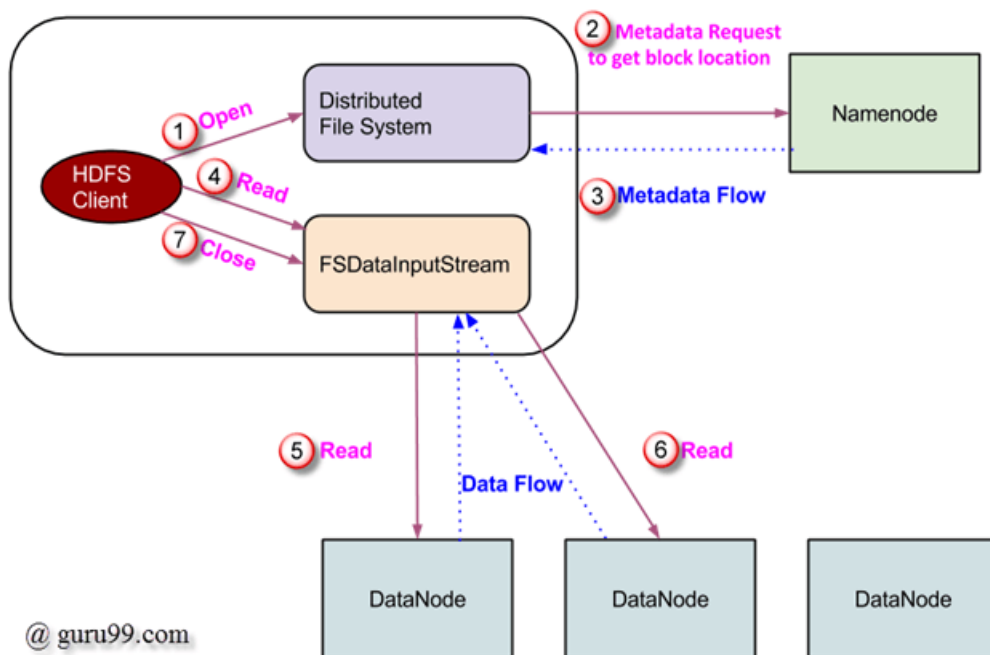 2 Metadata Request
to get block location
Distributed
File System
Namenode
1 Open
HDFS
Client
4 Read
3 Metadata Flow
7 Close
FSDataInputStream
5 Read
6 Read
Data Flow
DataNode
DataNode
DataNode
@ guru99.com